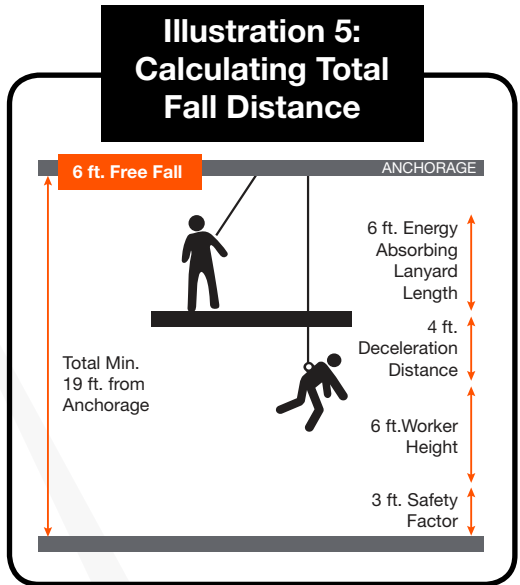 Illustration 5:
Calculating Total
Fall Distance
6 ft. Free Fall
ANCHORAGE
6 ft. Energy
Absorbing
Lanyard
Length
4 ft.
Deceleration
Distance
Total Min.
19 ft. from
Anchorage
6 ft.Worker
Height
3 ft. Safety
Factor